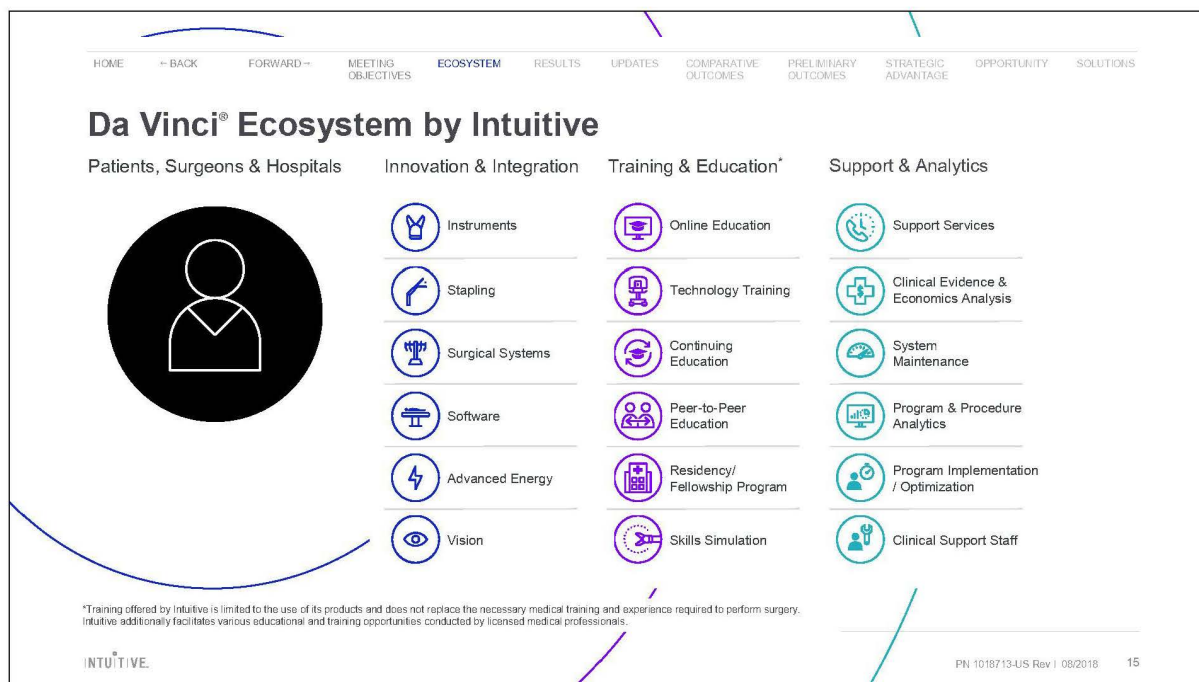 HOME
←BACK
FORWARD→
MEETING
OBJECTIVES
ECOSYSTEM
RESULTS
UPDATES
COMPARATIVE
OUTCOMES
PRELIMINARY
OUTCOMES
STRATEGIC
ADVANTAGE
OPPORTUNITY
SOLUTIONS
Da Vinci® Ecosystem by Intuitive
Patients, Surgeons & Hospitals
Innovation & Integration
Instruments
Stapling
Surgical Systems
Software
Advanced Energy
Vision
Training & Education*
Online Education
Technology Training
Continuing
Education
Peer-to-Peer
Education
Residency/
Fellowship Program
Skills Simulation
Support & Analytics
Support Services
Clinical Evidence &
Economics Analysis
System
Maintenance
Program & Procedure
Analytics
Program Implementation
/ Optimization
Clinical Support Staff
*Training offered by Intuitive is limited to the use of its products and does not replace the necessary medical training and experience required to perform surgery.
Intuitive additionally facilitates various educational and training opportunities conducted by licensed medical professionals.
INTUITIVE.
PN 1018713-US Rev I 08/2018 15